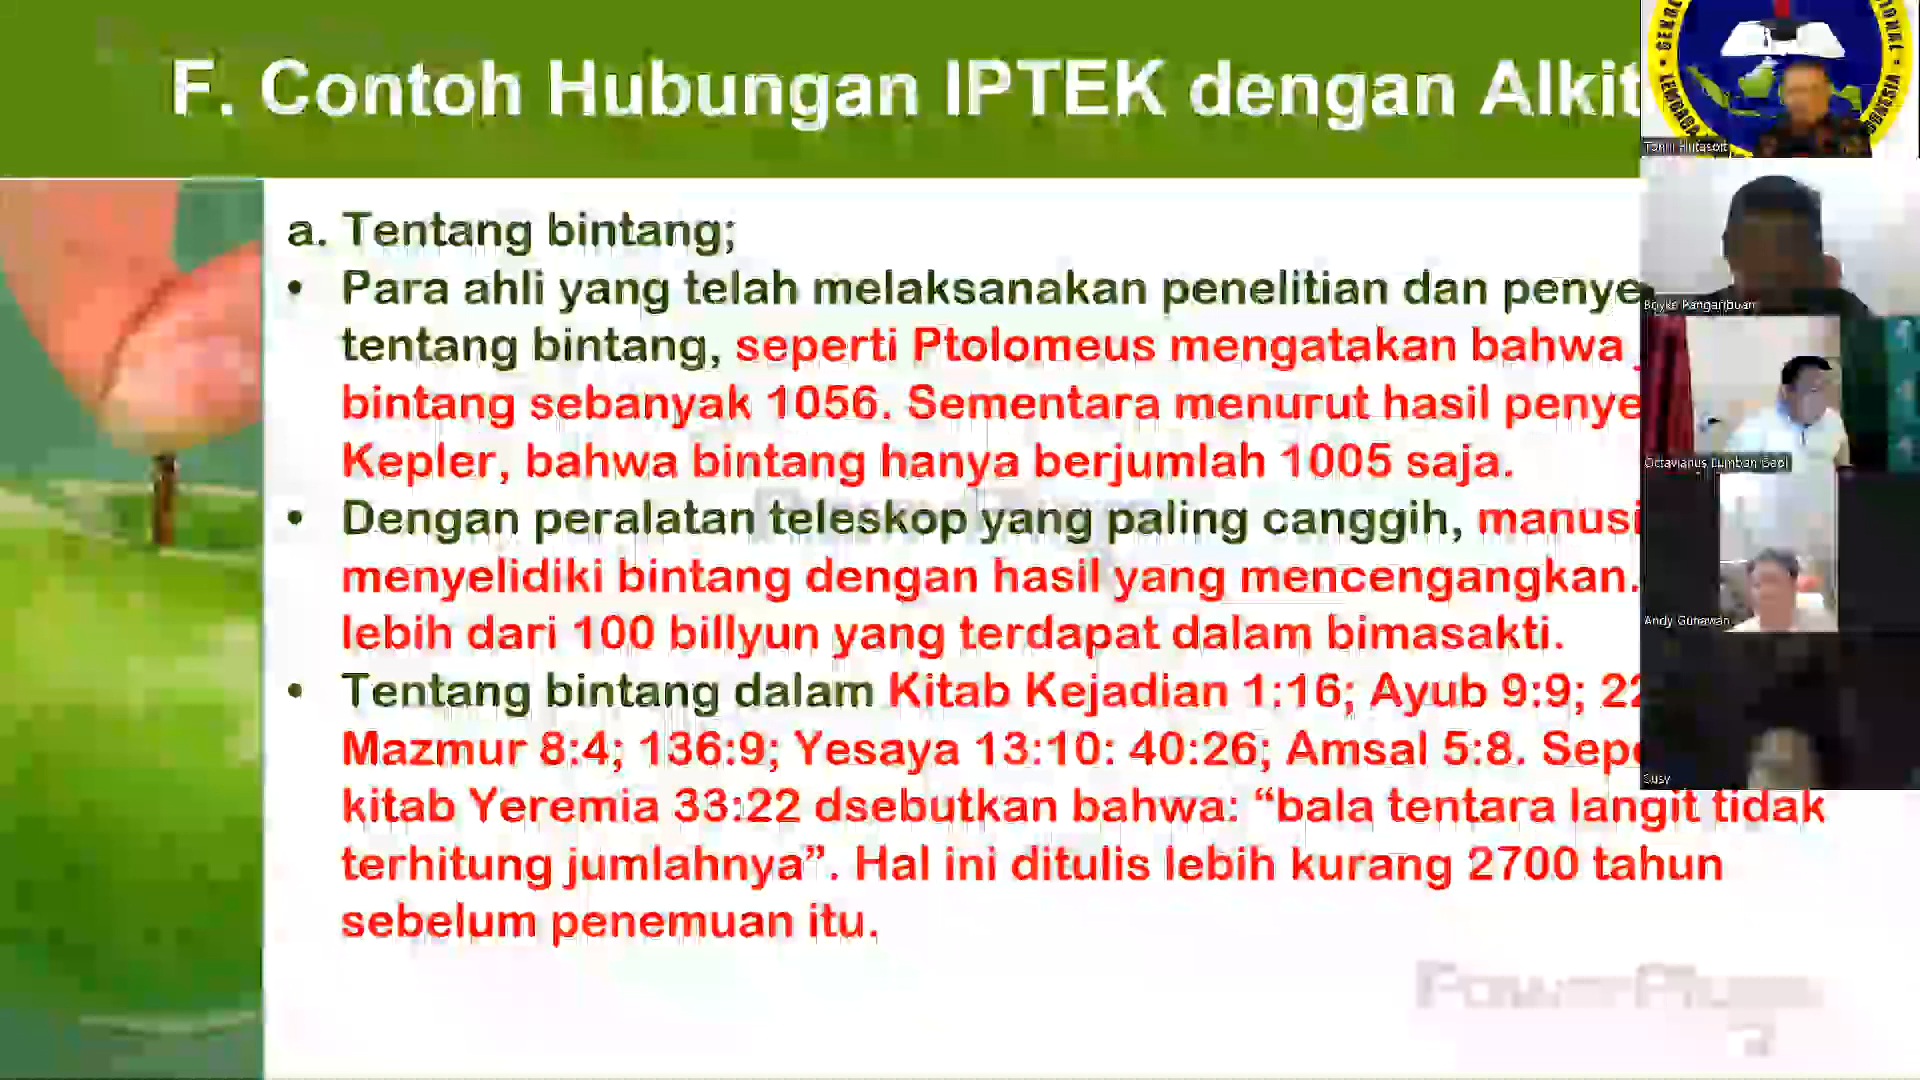 F. Contoh Hubungan IPTEK dengan Alkit
a. Tentang bintang;
• Para ahli yang telah melaksanakan penelitian dan penye
tentang bintang, seperti Ptolomeus mengatakan bahwa
bintang sebanyak 1056. Sementara menurut hasil penye
Kepler, bahwa bintang hanya berjumlah 1005 saja.
• Dengan peralatan teleskop yang paling canggih, manusi
menyelidiki bintang dengan hasil yang mencengangkan.
lebih dari 100 billyun yang terdapat dalam bimasakti.
• Tentang bintang dalam Kitab Kejadian 1:16; Ayub 9:9; 22
Mazmur 8:4; 136:9; Yesaya 13:10: 40:26; Amsal 5:8. Sepe
kitab Yeremia 33:22 dsebutkan bahwa: “bala tentara langit tidak
terhitung jumlahnya”. Hal ini ditulis lebih kurang 2700 tahun
sebelum penemuan itu.
Hutasoit
Boyke Pangaribuan
Octavianus Lumban Gaol
Andy Gunawan
Susy